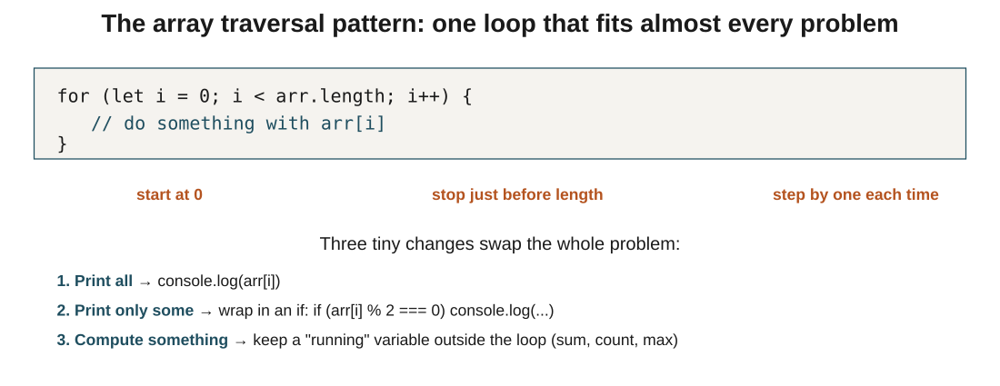 The array traversal pattern: one loop that fits almost every problem
for (let i = 0; i < arr.length; i++) {
// do something with arr[i]
}
start at 0 stop just before length step by one each time
Three tiny changes swap the whole problem:
1. Print all → console.log(arr[i])
2. Print only some → wrap in an if: if (arr[i] % 2 === 0) console.log(...)
3. Compute something → keep a "running" variable outside the loop (sum, count, max)